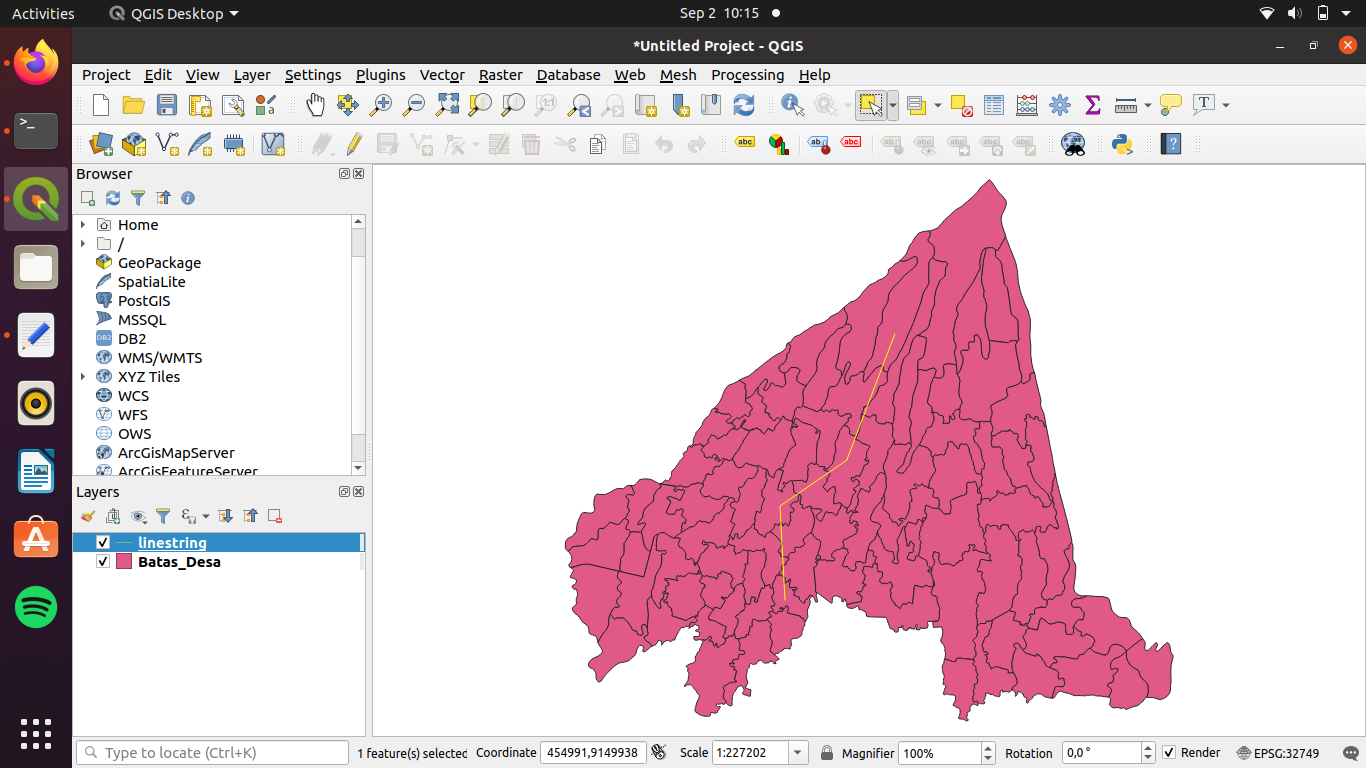 Activities
QGIS Desktop
Sep 2 10:15
*Untitled Project - QGIS
Project Edit View Layer Settings Plugins Vector Raster Database Web Mesh Processing Help
Browser
Home
/
GeoPackage
SpatiaLite
PostGIS
MSSQL
DB2
WMS/WMTS
XYZ Tiles
WCS
WFS
OWS
ArcGisMapServer
ArcGisFeatureServer
Layers
linestring
Batas_Desa
Type to locate (Ctrl+K)
1 feature(s) selected
Coordinate 454991,9149938
Scale 1:227202
Magnifier 100%
Rotation 0,0 °
Render
EPSG:32749